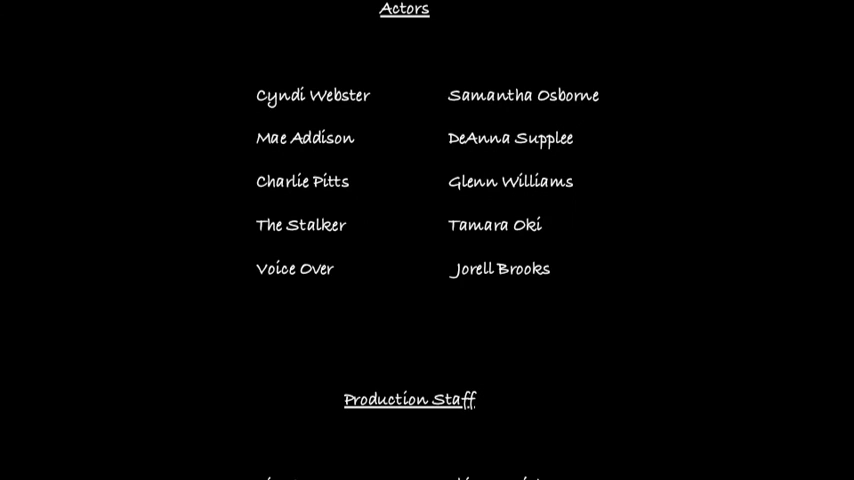 Actors
Cyndi Webster Samantha Osborne
Mae Addison DeAnna Supplee
Charlie Pitts Glenn Williams
The Stalker Tamara Oki
Voice Over Jorell Brooks
Production Staff